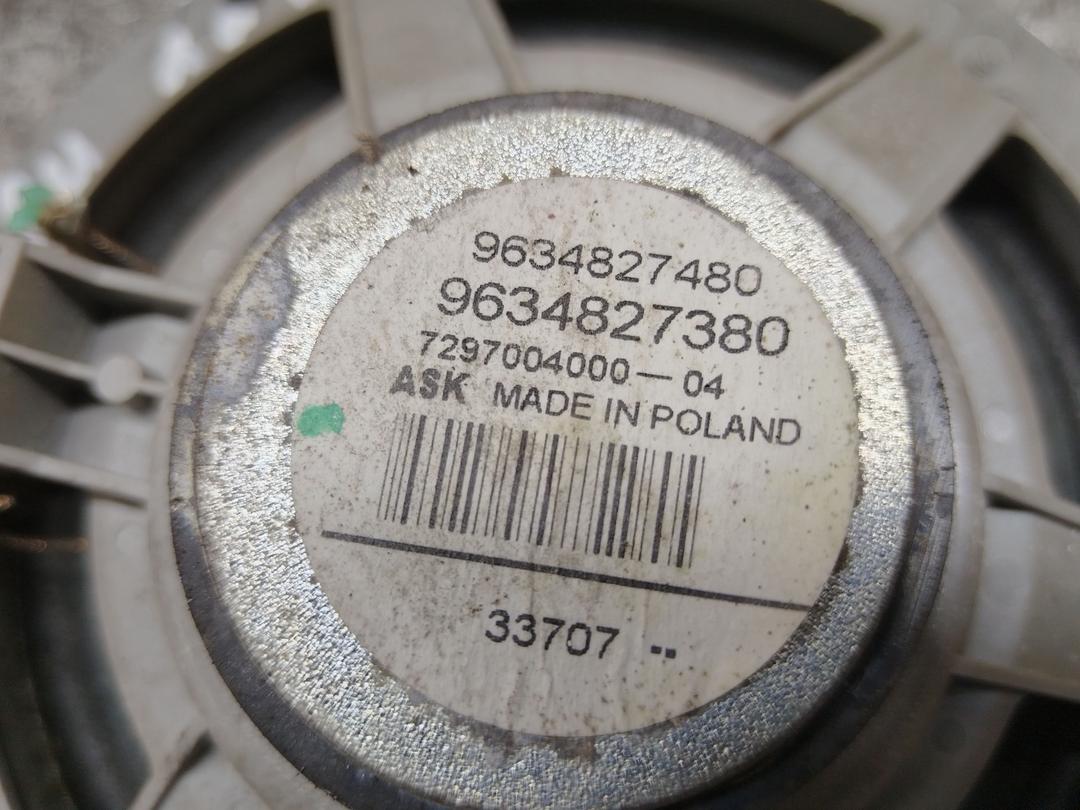 9634827480
9634827380
7297004000 — 04
ASK MADE IN POLAND
33707 --